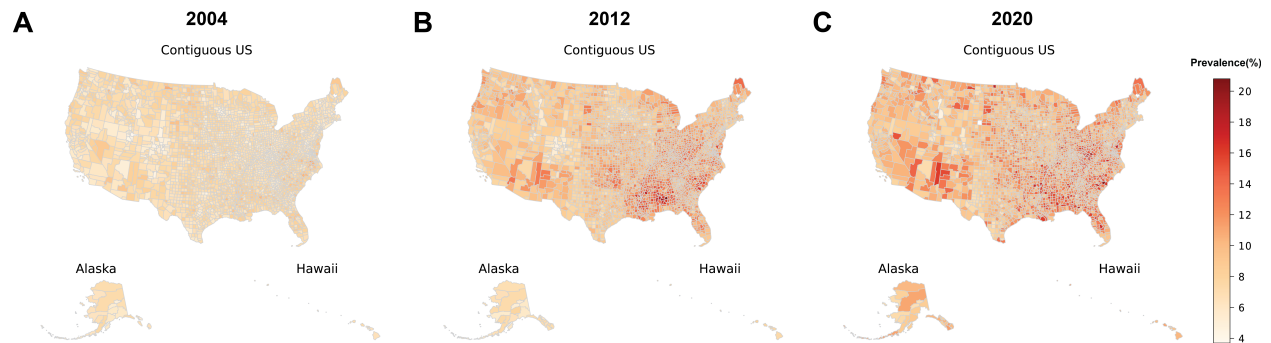 A 2004 B 2012 C 2020
Contiguous US Contiguous US Contiguous US
Prevalence(%)
20
18
16
14
12
10
8
6
4
Alaska Hawaii Alaska Hawaii Alaska Hawaii